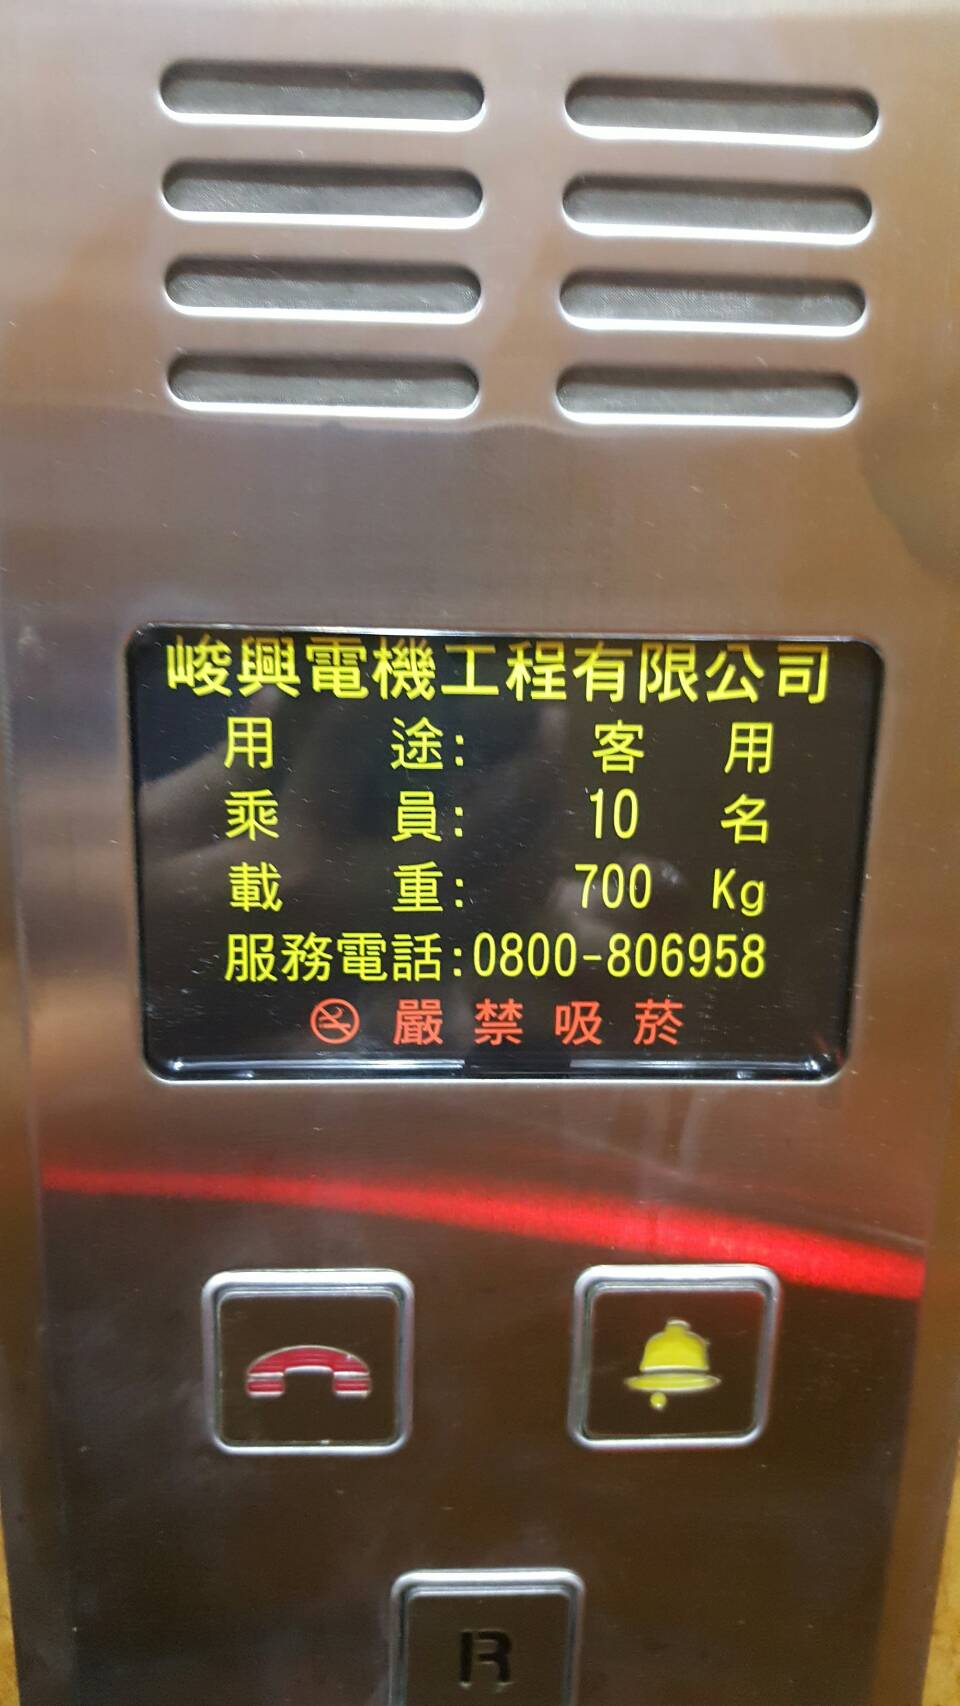 峻興電機工程有限公司
用途: 客用
乘員: 10 名
載重: 700 Kg
服務電話:0800-806958
嚴禁吸菸
R